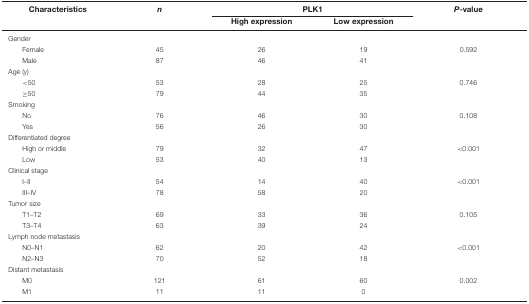 Characteristics n PLK1 P-value
High expression Low expression
Gender
Female 45 26 19 0.592
Male 87 46 41
Age (y)
<50 53 28 25 0.746
≥50 79 44 35
Smoking
No 76 46 30 0.108
Yes 56 26 30
Differentiated degree
High or middle 79 32 47 <0.001
Low 53 40 13
Clinical stage
I–II 54 14 40 <0.001
III–IV 78 58 20
Tumor size
T1–T2 69 33 36 0.105
T3–T4 63 39 24
Lymph node metastasis
N0–N1 62 20 42 <0.001
N2–N3 70 52 18
Distant metastasis
M0 121 61 60 0.002
M1 11 11 0